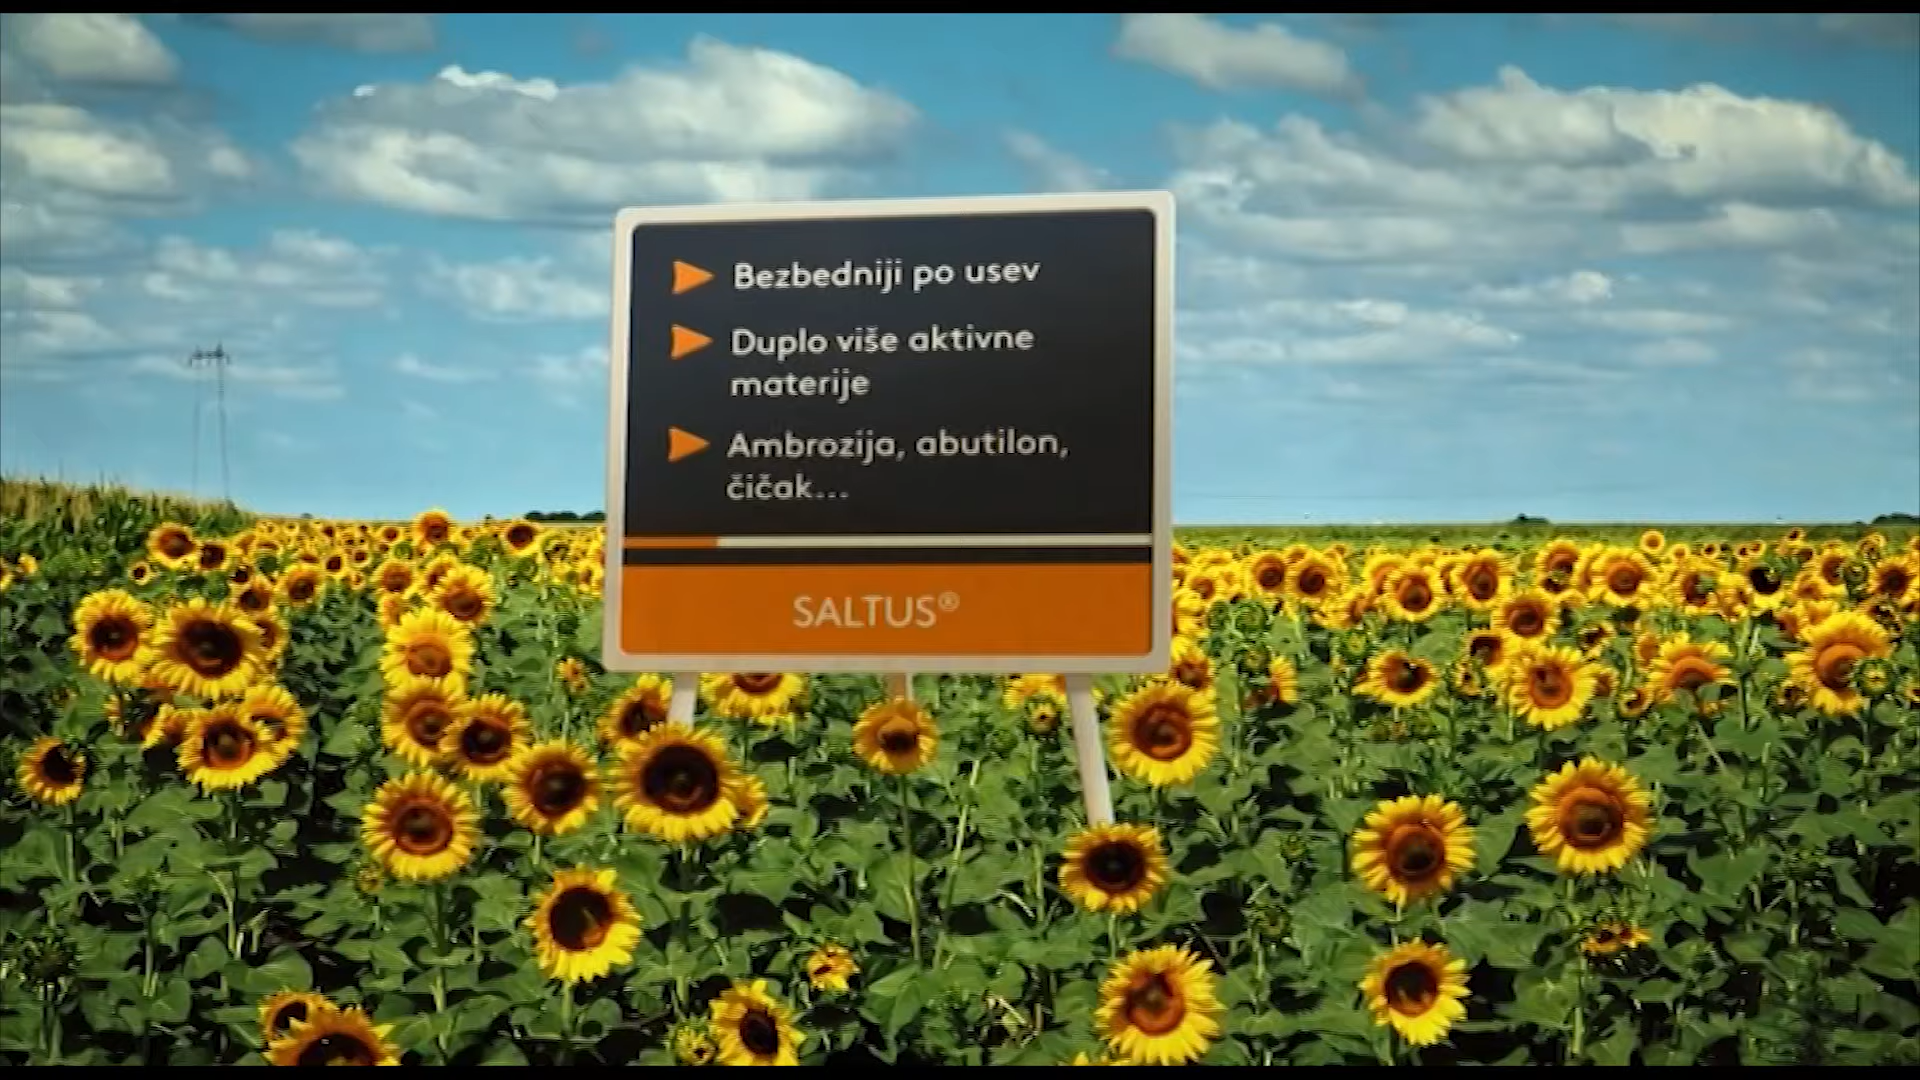 Bezbedniji po usev
Duplo više aktivne
materije
Ambrozija, abutilon,
čičak...
SALTUS®